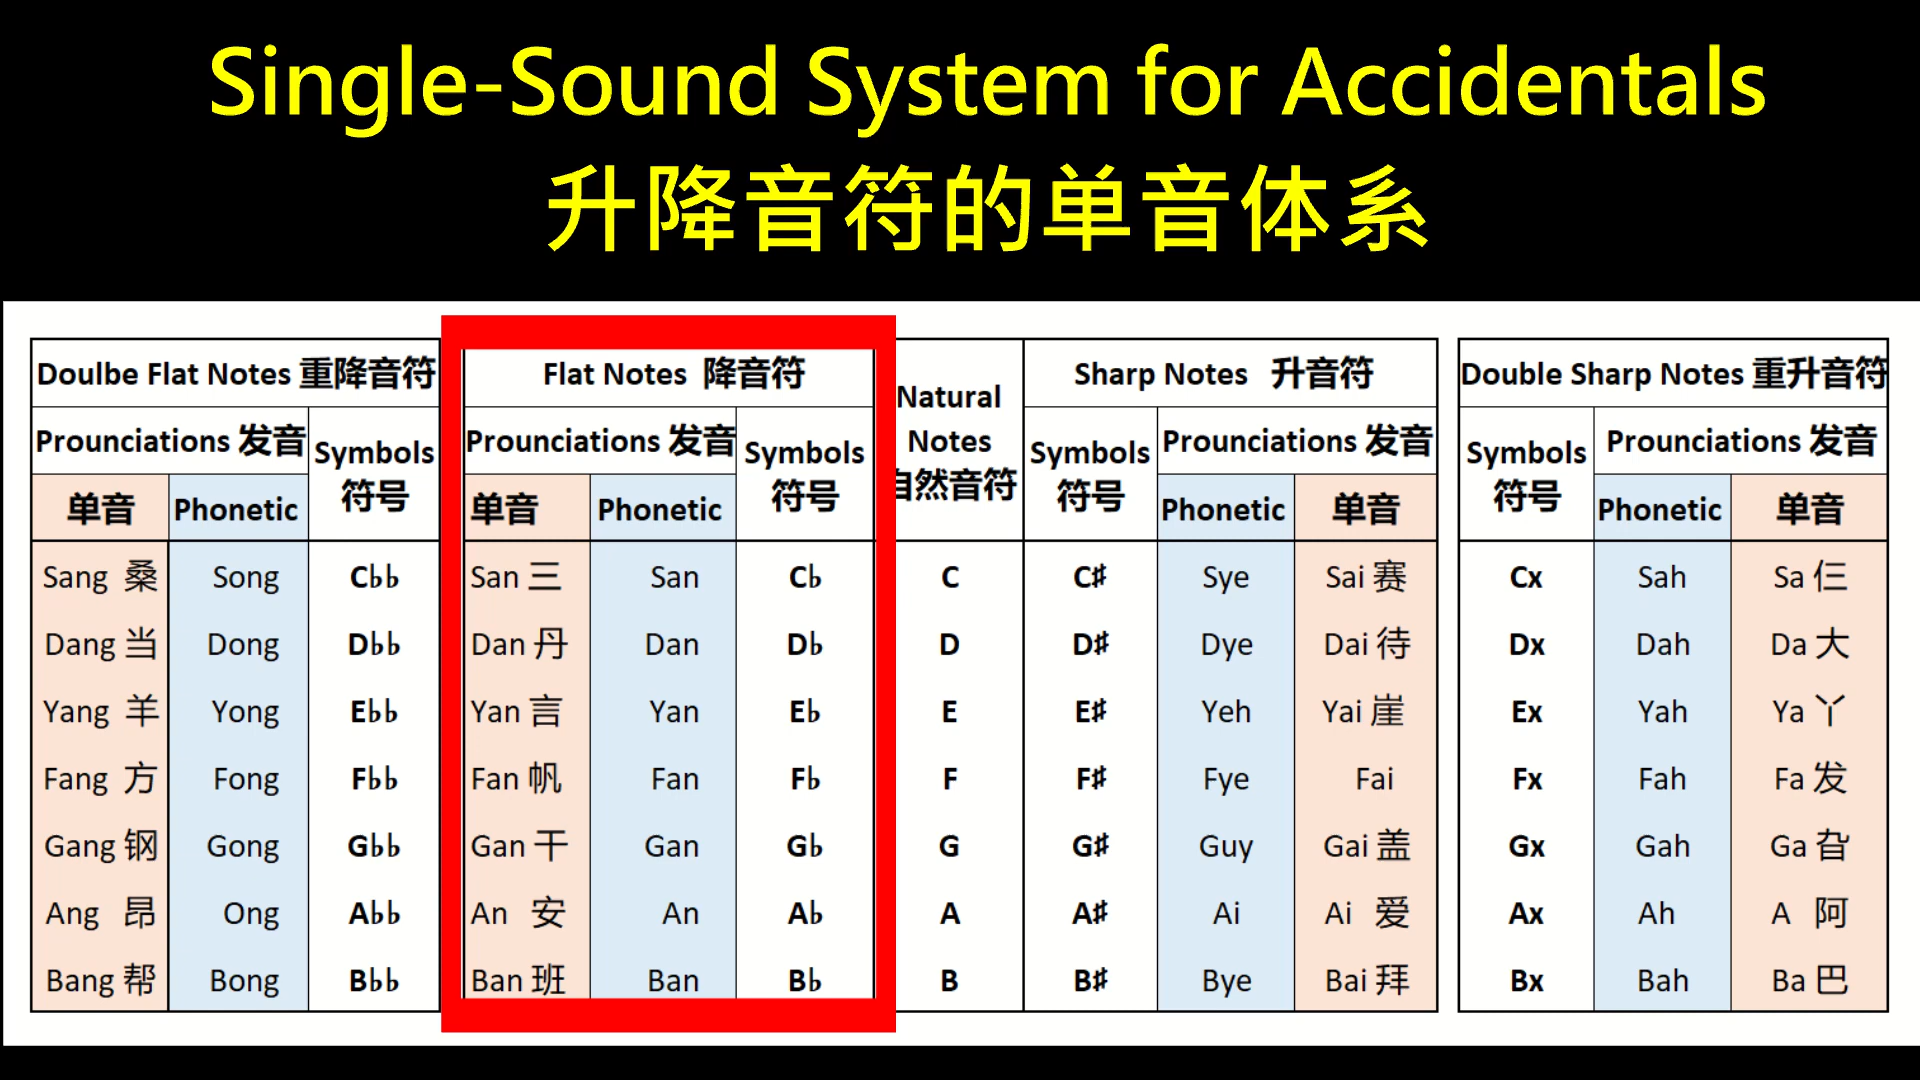 Single-Sound System for Accidentals
升降音符的单音体系
Doulbe Flat Notes 重降音符 Flat Notes 降音符 Natural Notes 自然音符 Sharp Notes 升音符 Double Sharp Notes 重升音符
Prounciations 发音 Symbols 符号 Prounciations 发音 Symbols 符号 Symbols 符号 Prounciations 发音 Symbols 符号 Prounciations 发音
单音 Phonetic 单音 Phonetic Phonetic 单音 Phonetic 单音
Sang 桑 Song C♭♭ San 三 San C♭ C C♯ Sye Sai 赛 Cx Sah Sa 仨
Dang 当 Dong D♭♭ Dan 丹 Dan D♭ D D♯ Dye Dai 待 Dx Dah Da 大
Yang 羊 Yong E♭♭ Yan 言 Yan E♭ E E♯ Yeh Yai 崖 Ex Yah Ya 丫
Fang 方 Fong F♭♭ Fan 帆 Fan F♭ F F♯ Fye Fai Fx Fah Fa 发
Gang 钢 Gong G♭♭ Gan 干 Gan G♭ G G♯ Guy Gai 盖 Gx Gah Ga 旮
Ang 昂 Ong A♭♭ An 安 An A♭ A A♯ Ai Ai 爱 Ax Ah A 阿
Bang 帮 Bong B♭♭ Ban 班 Ban B♭ B B♯ Bye Bai 拜 Bx Bah Ba 巴